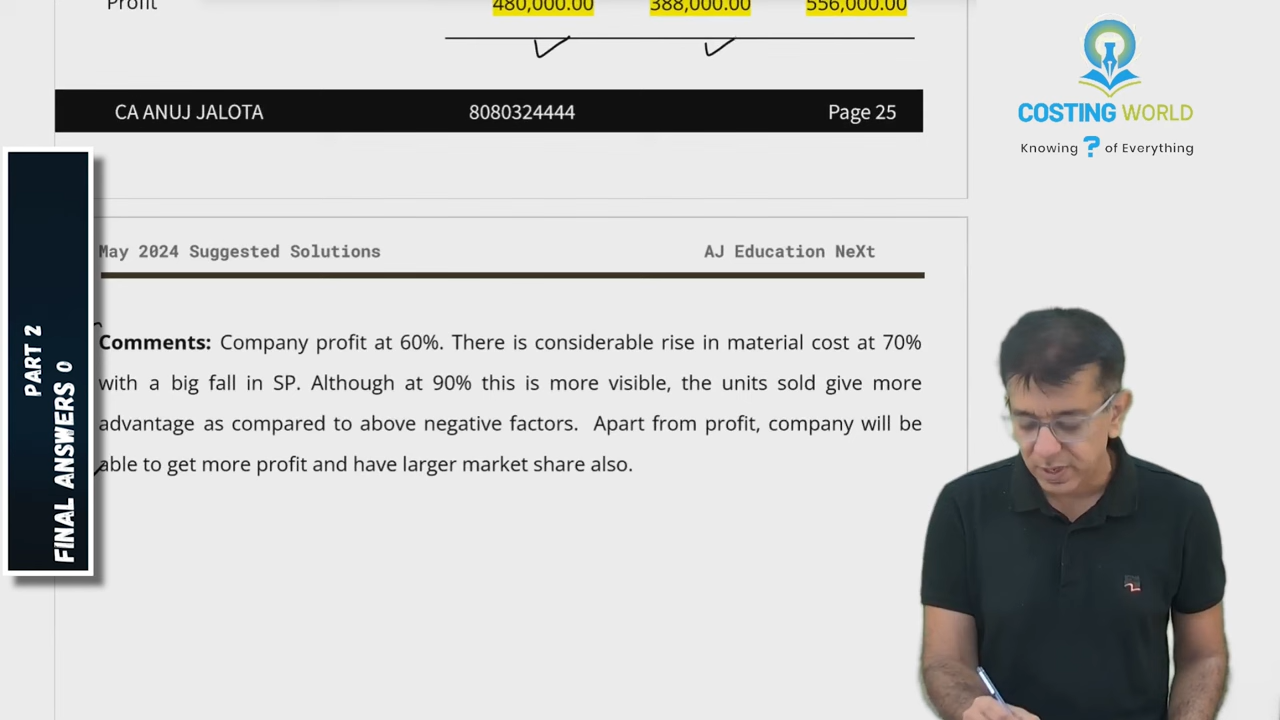 Profit 480,000.00 388,000.00 556,000.00
CA ANUJ JALOTA 8080324444 Page 25
COSTING WORLD
Knowing ? of Everything
PART 2
FINAL ANSWERS 0
May 2024 Suggested Solutions AJ Education NeXt
Comments: Company profit at 60%. There is considerable rise in material cost at 70%
with a big fall in SP. Although at 90% this is more visible, the units sold give more
advantage as compared to above negative factors. Apart from profit, company will be
able to get more profit and have larger market share also.